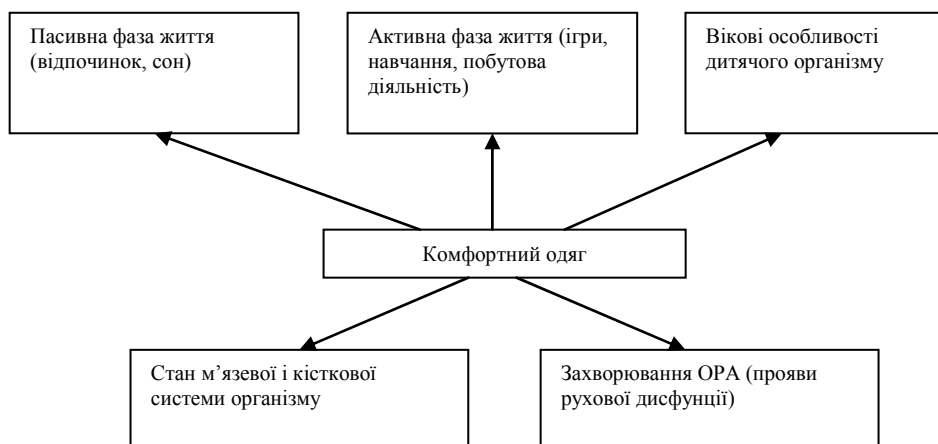 Пасивна фаза життя
(відпочинок, сон)
Активна фаза життя (ігри,
навчання, побутова
діяльність)
Вікові особливості
дитячого організму
Комфортний одяг
Стан м’язевої і кісткової
системи організму
Захворювання ОРА (прояви
рухової дисфунції)